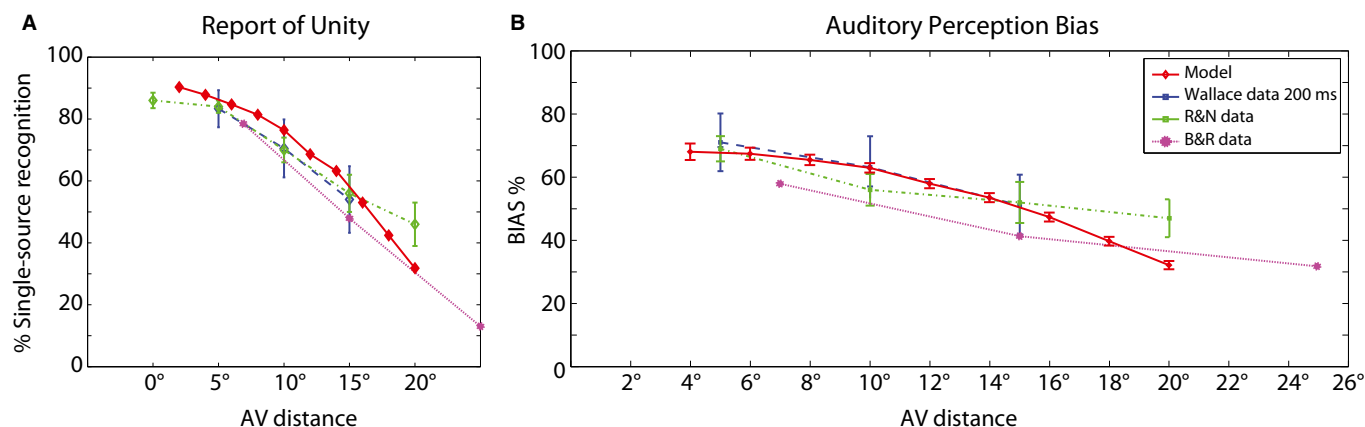 A
Report of Unity
% Single-source recognition
100
80
60
40
20
0
0°
5°
10°
15°
20°
AV distance
B
Auditory Perception Bias
BIAS %
100
80
60
40
20
0
2°
4°
6°
8°
10°
12°
14°
16°
18°
20°
22°
24°
26°
AV distance
Model
Wallace data 200 ms
R&N data
B&R data